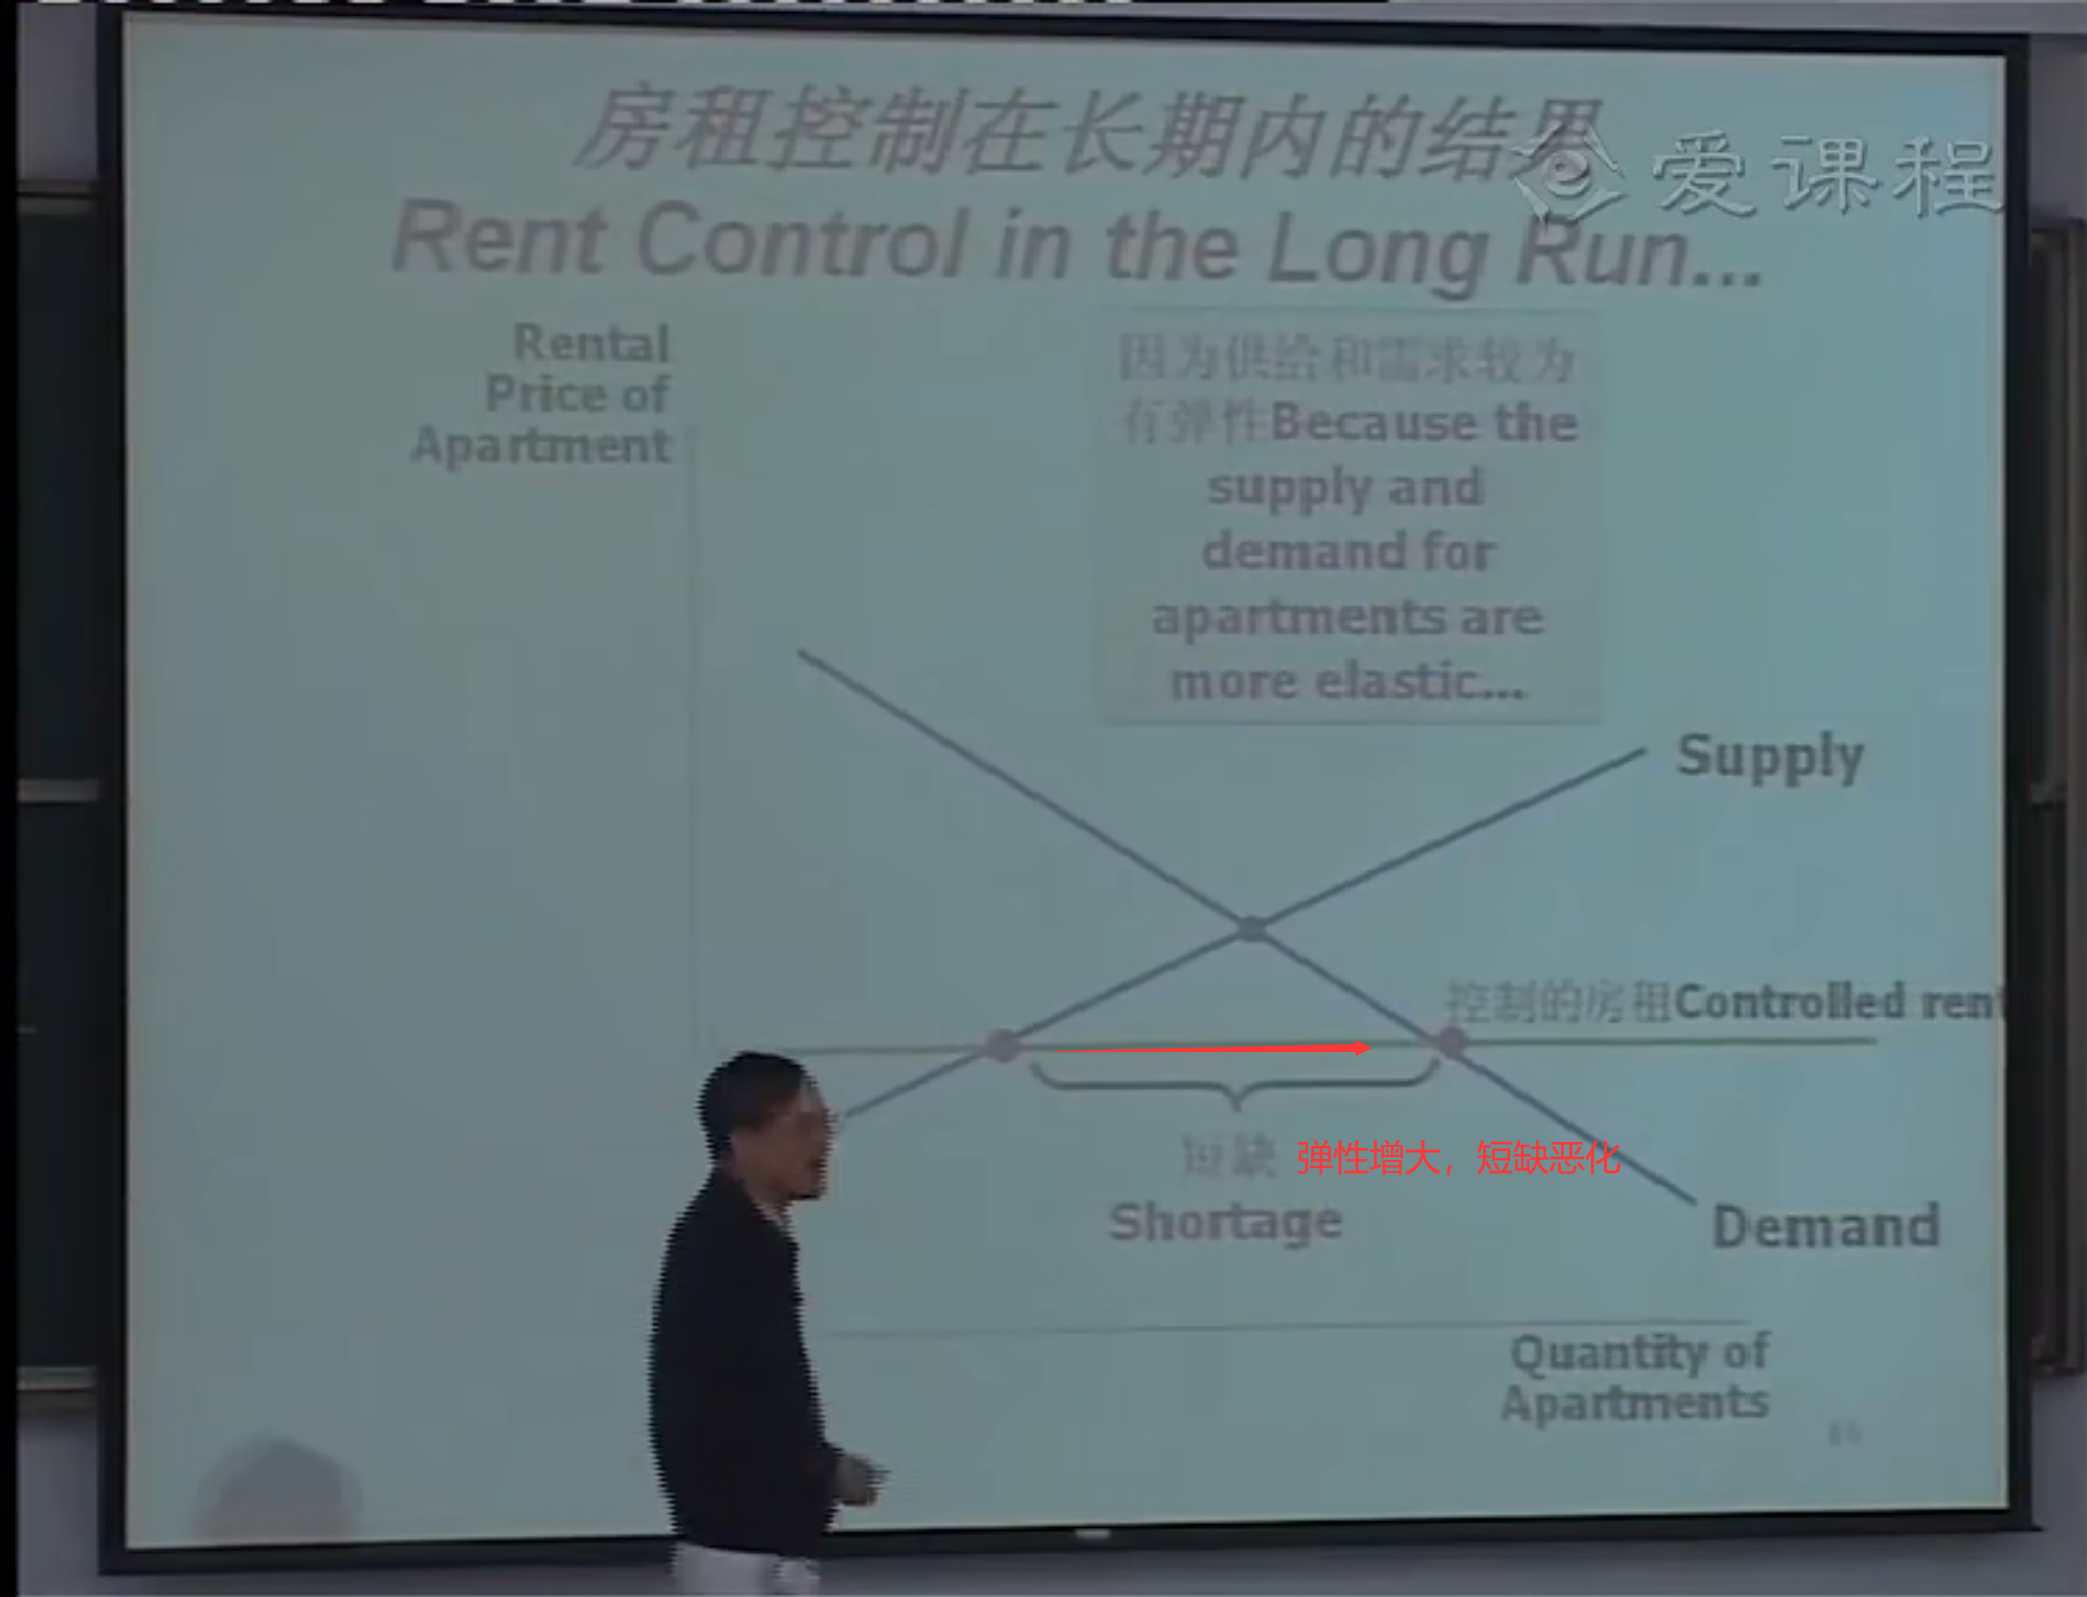 房租控制在长期内的结果
爱课程
Rent Control in the Long Run...
Rental
Price of
Apartment
因为供给和需求较为
有弹性Because the
supply and
demand for
apartments are
more elastic...
Supply
控制的房租Controlled rent
短缺 弹性增大，短缺恶化
Shortage
Demand
Quantity of
Apartments